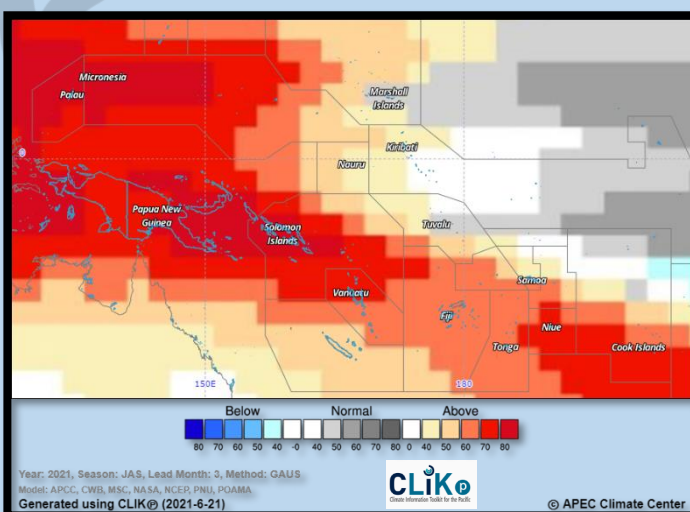 Micronesia
Palau
Marshall
Islands
Kiribati
Nauru
Papua New
Guinea
Solomon
Islands
Tuvalu
Samoa
Vanuatu
Fiji
Niue
Tonga
Cook Islands
150E
180
Below Normal Above
80 70 60 50 40 -0 40 50 60 70 80 0 40 50 60 70 80
Year: 2021, Season: JAS, Lead Month: 3, Method: GAUS
Model: APCC, CWB, MSC, NASA, NCEP, PNU, POAMA
Generated using CLIK℗ (2021-6-21)
CLiK℗
Climate Information Toolkit for the Pacific
© APEC Climate Center